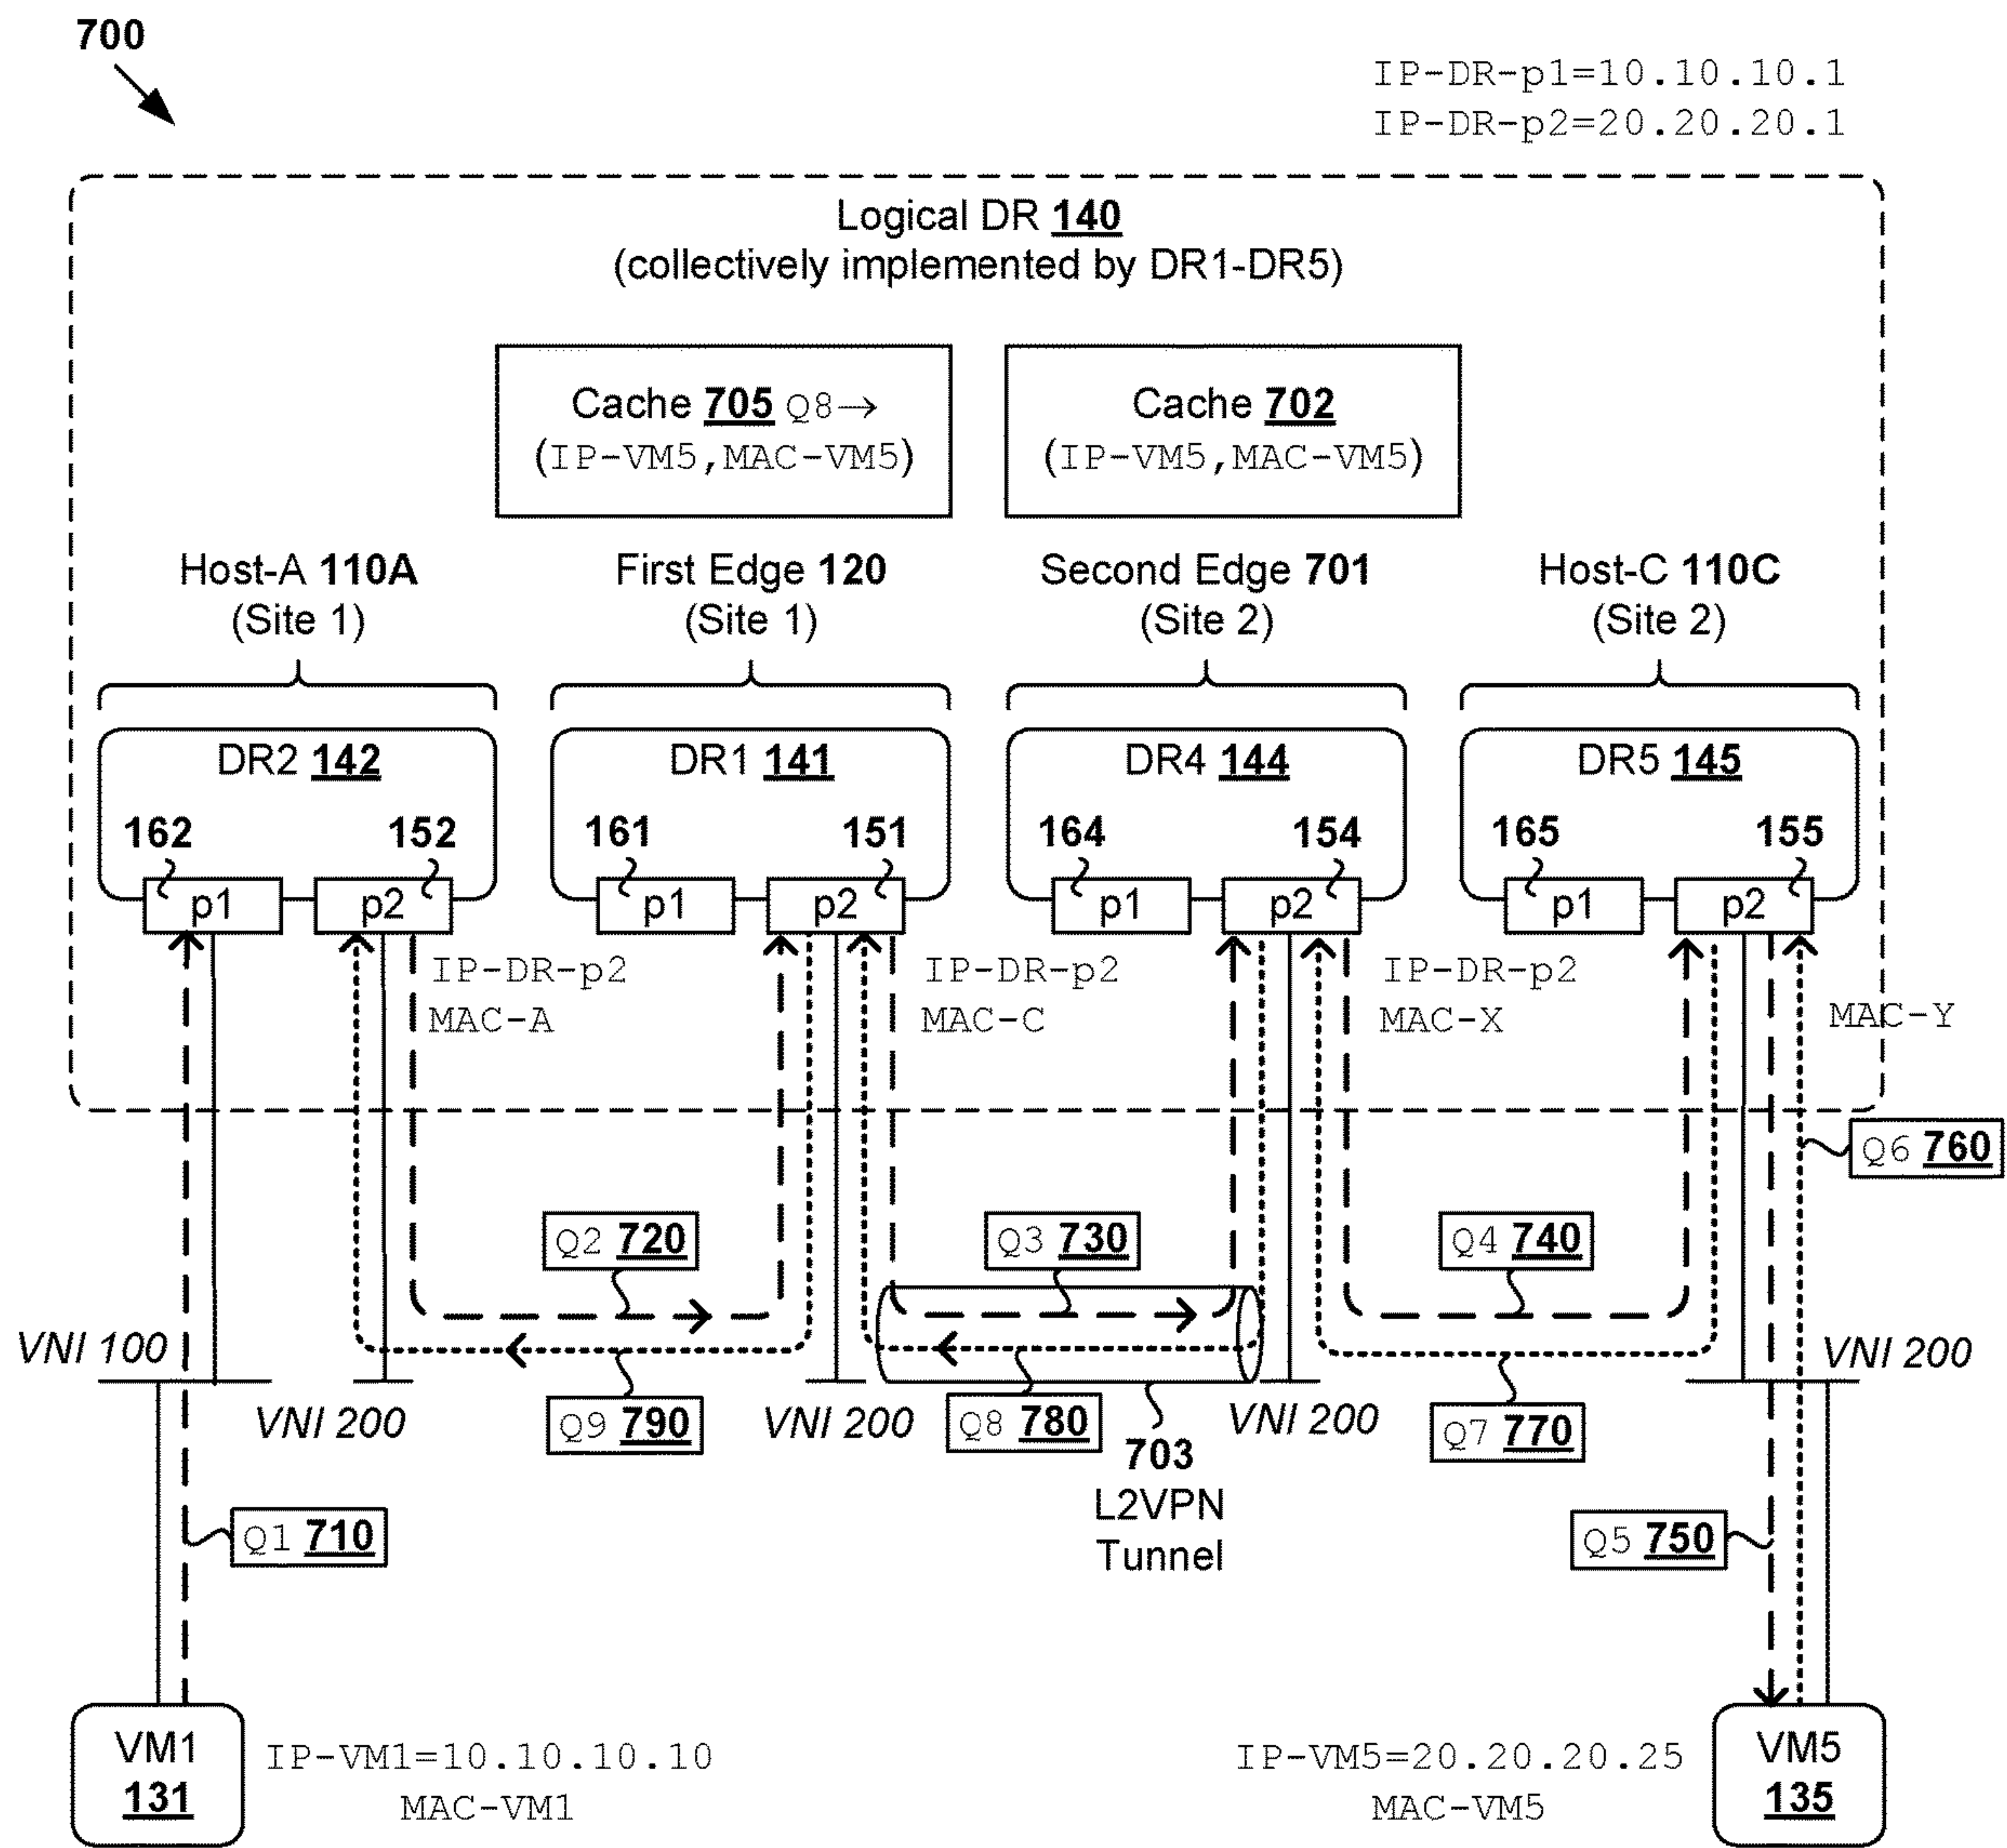 700
IP-DR-p1=10.10.10.1
IP-DR-p2=20.20.20.1
Logical DR 140
(collectively implemented by DR1-DR5)
Cache 705 Q8→
(IP-VM5,MAC-VM5)
Cache 702
(IP-VM5,MAC-VM5)
Host-A 110A
(Site 1)
First Edge 120
(Site 1)
Second Edge 701
(Site 2)
Host-C 110C
(Site 2)
DR2 142
DR1 141
DR4 144
DR5 145
162
152
161
151
164
154
165
155
p1
p2
p1
p2
p1
p2
p1
p2
IP-DR-p2
MAC-A
IP-DR-p2
MAC-C
IP-DR-p2
MAC-X
MAC-Y
Q6 760
Q2 720
Q3 730
Q4 740
VNI 100
VNI 200
VNI 200
VNI 200
VNI 200
Q9 790
Q8 780
Q7 770
703
L2VPN
Tunnel
Q1 710
Q5 750
VM1
131
IP-VM1=10.10.10.10
MAC-VM1
IP-VM5=20.20.20.25
MAC-VM5
VM5
135